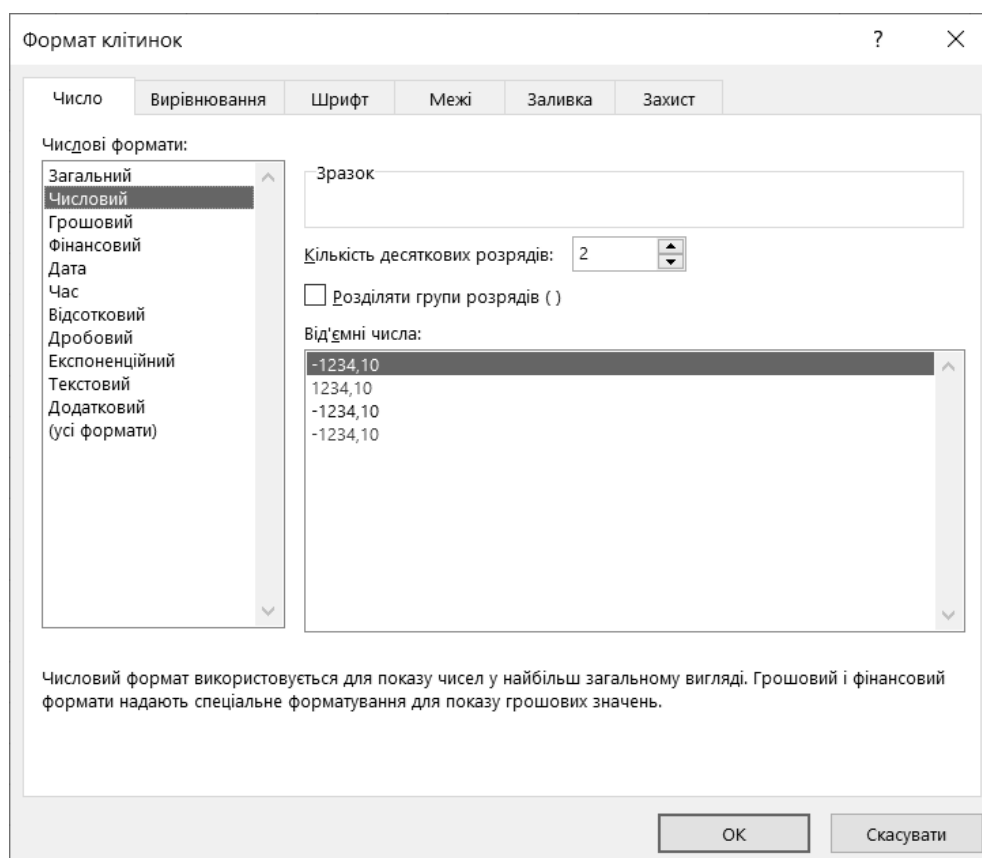 Формат клітинок ? ×
Число Вирівнювання Шрифт Межі Заливка Захист
Числові формати:
Загальний
Числовий
Грошовий
Фінансовий
Дата
Час
Відсотковий
Дробовий
Експоненційний
Текстовий
Додатковий
(усі формати)
Зразок
Кількість десяткових розрядів: 2
Розділяти групи розрядів ( )
Від'ємні числа:
-1234,10
1234,10
-1234,10
-1234,10
Числовий формат використовується для показу чисел у найбільш загальному вигляді. Грошовий і фінансовий
формати надають спеціальне форматування для показу грошових значень.
ОК Скасувати